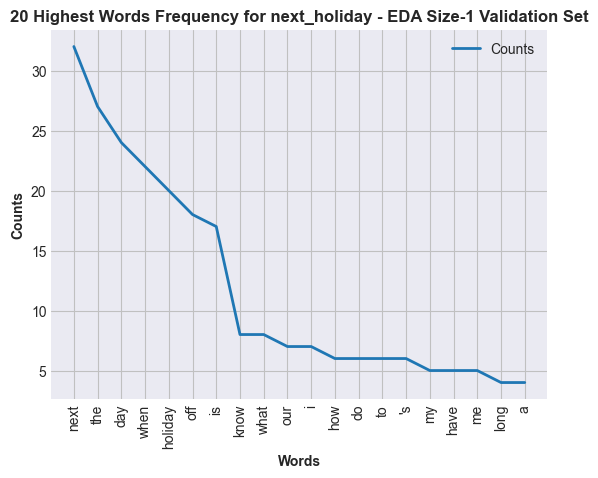 20 Highest Words Frequency for next_holiday - EDA Size-1 Validation Set
Counts
30
25
20
15
10
5
Counts
next
the
day
when
holiday
off
is
know
what
our
i
how
do
to
's
my
have
me
long
a
Words